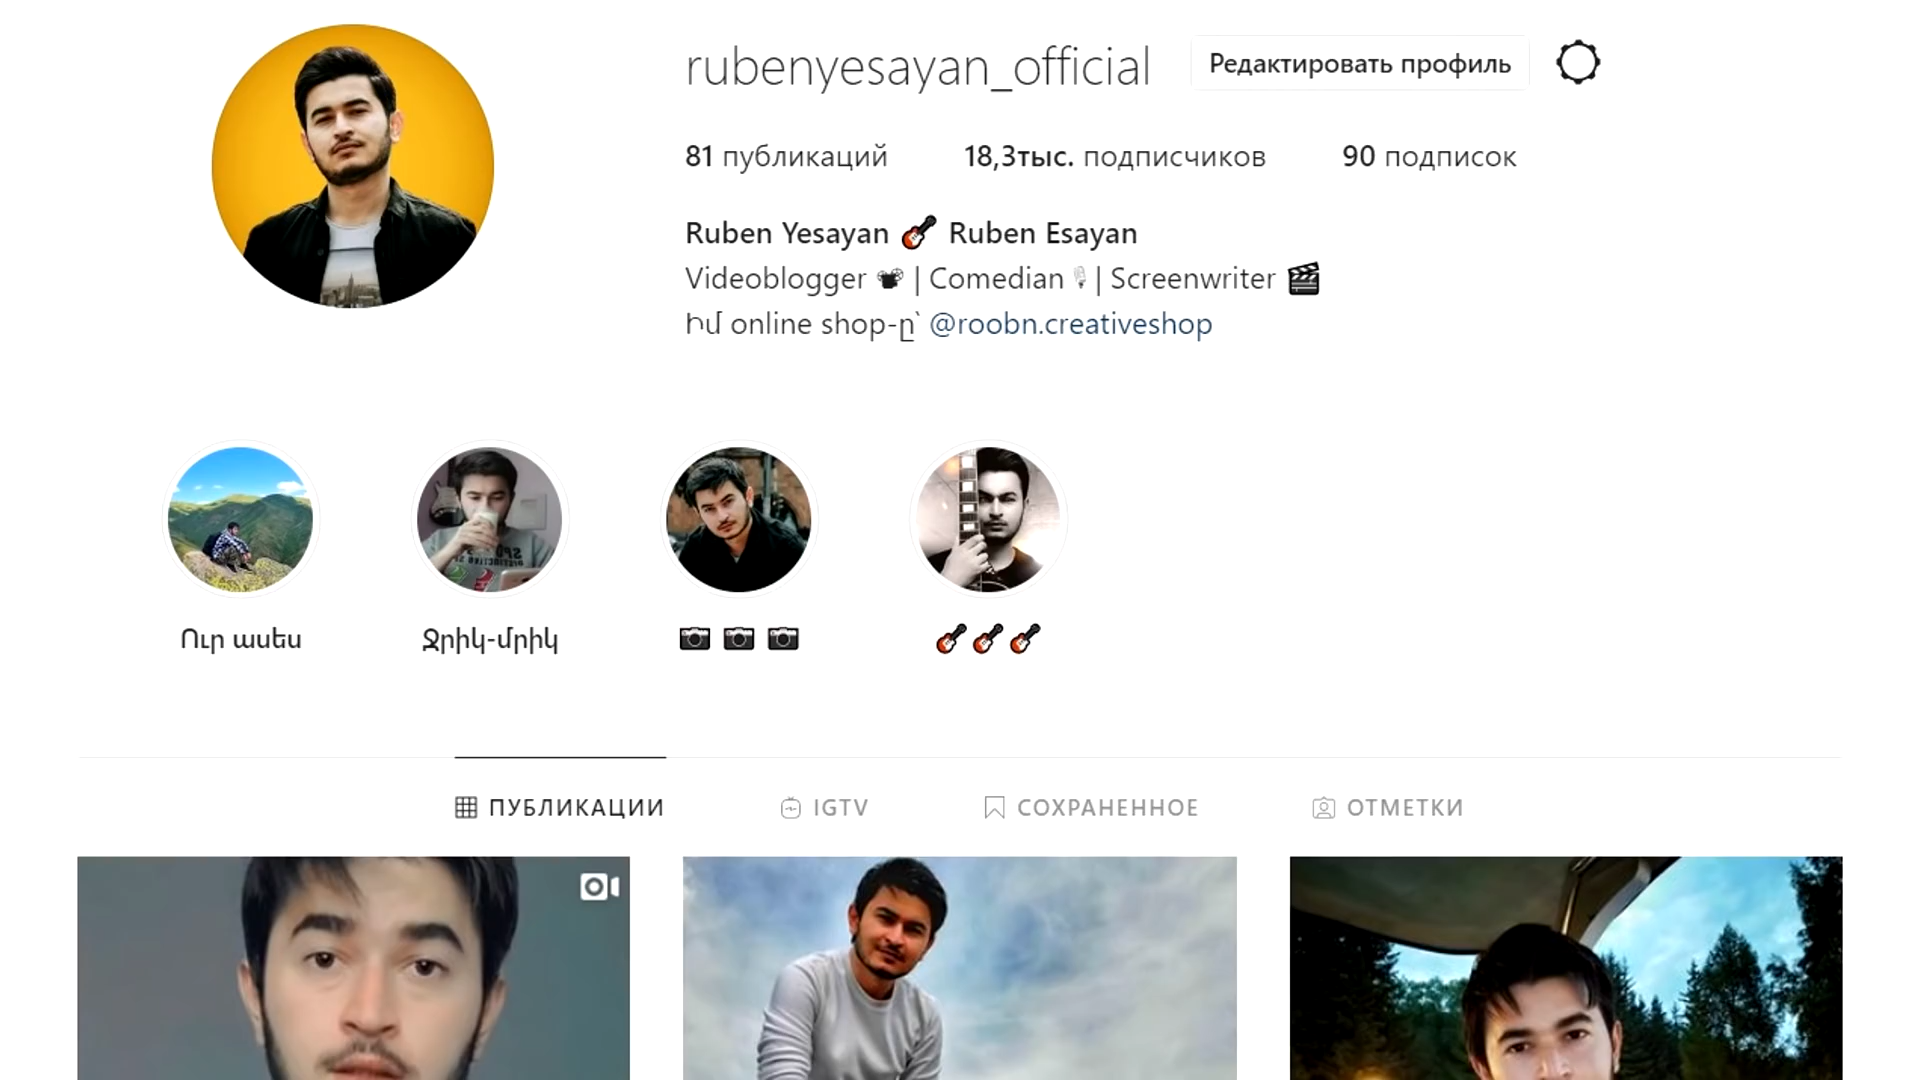 rubenyesayan_official Редактировать профиль
81 публикаций 18,3тыс. подписчиков 90 подписок
Ruben Yesayan 🎸 Ruben Esayan
Videoblogger | Comedian | Screenwriter 🎬
Իմ online shop-ը՝ @roobn.creativeshop
Ուր ասես Ջրիկ-մրիկ 📷 📷 📷 🎸🎸🎸
ПУБЛИКАЦИИ IGTV СОХРАНЕННОЕ ОТМЕТКИ